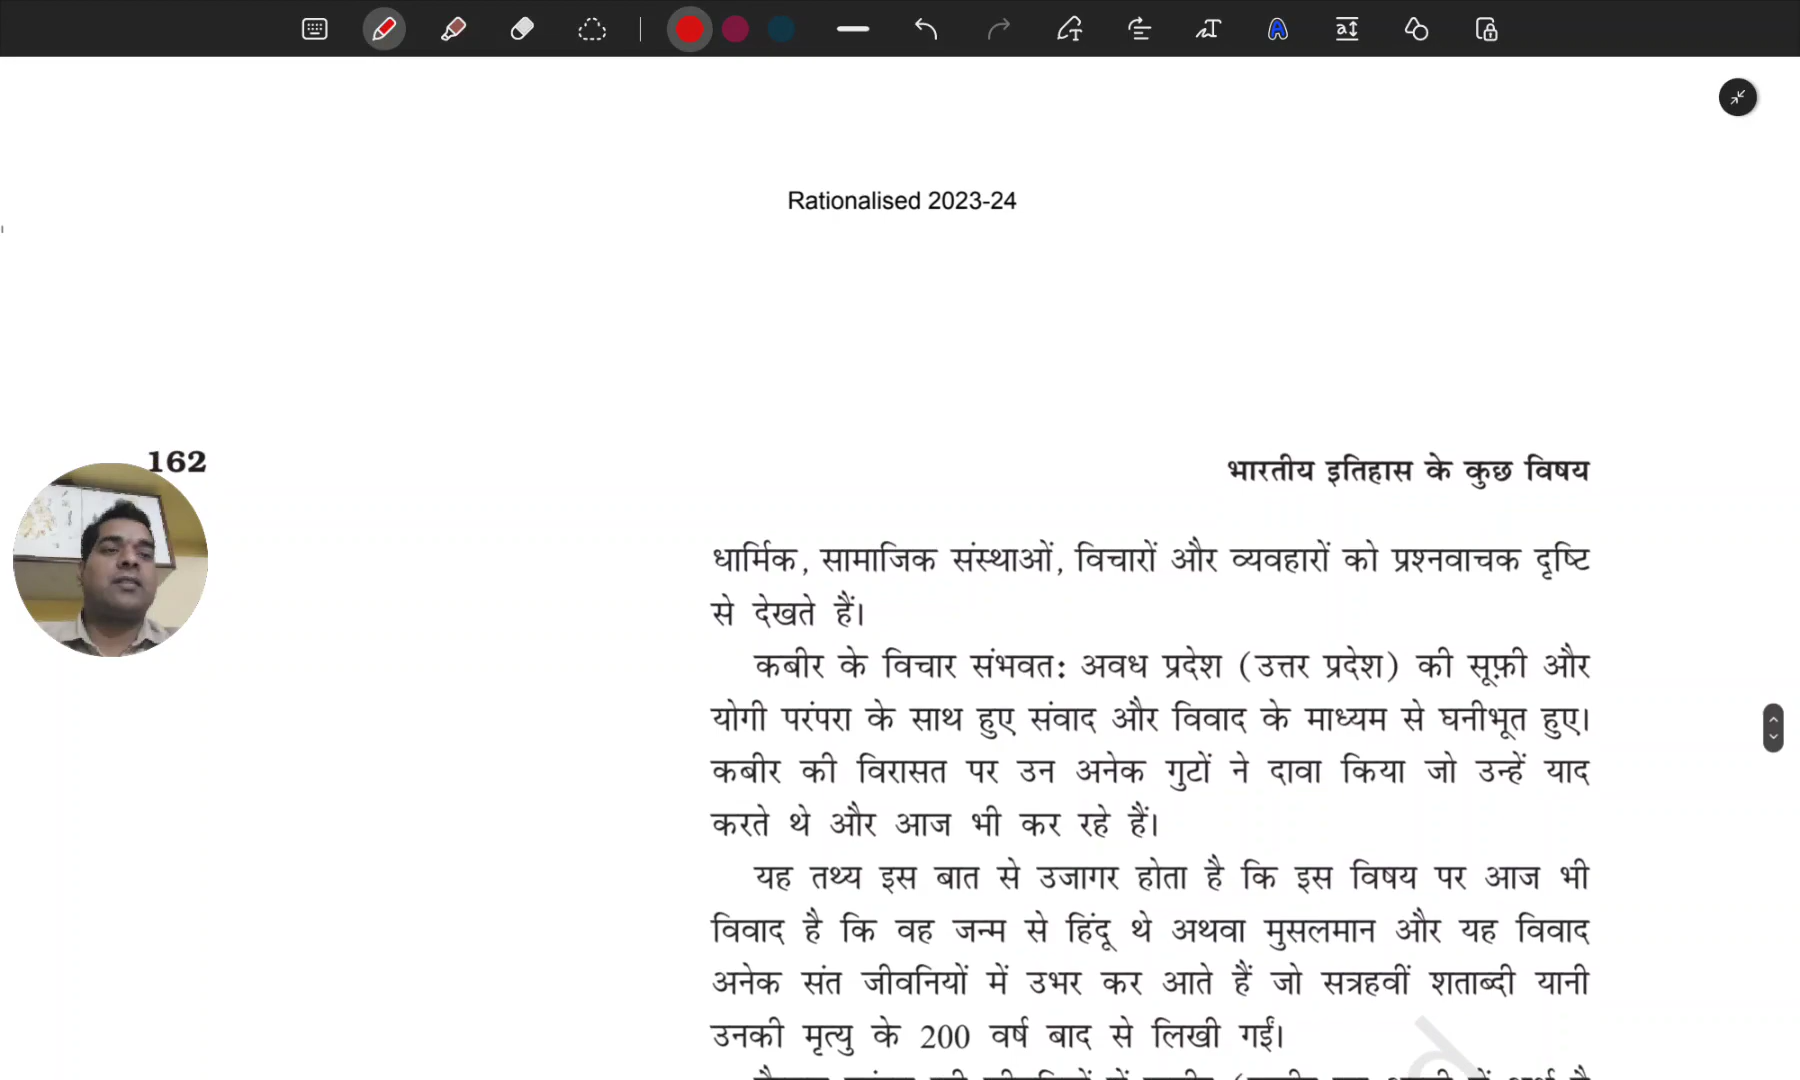 Rationalised 2023-24
162
भारतीय इतिहास के कुछ विषय
धार्मिक, सामाजिक संस्थाओं, विचारों और व्यवहारों को प्रश्नवाचक दृष्टि
से देखते हैं।
कबीर के विचार संभवत: अवध प्रदेश (उत्तर प्रदेश) की सूफ़ी और
योगी परंपरा के साथ हुए संवाद और विवाद के माध्यम से घनीभूत हुए।
कबीर की विरासत पर उन अनेक गुटों ने दावा किया जो उन्हें याद
करते थे और आज भी कर रहे हैं।
यह तथ्य इस बात से उजागर होता है कि इस विषय पर आज भी
विवाद है कि वह जन्म से हिंदू थे अथवा मुसलमान और यह विवाद
अनेक संत जीवनियों में उभर कर आते हैं जो सत्रहवीं शताब्दी यानी
उनकी मृत्यु के 200 वर्ष बाद से लिखी गईं।